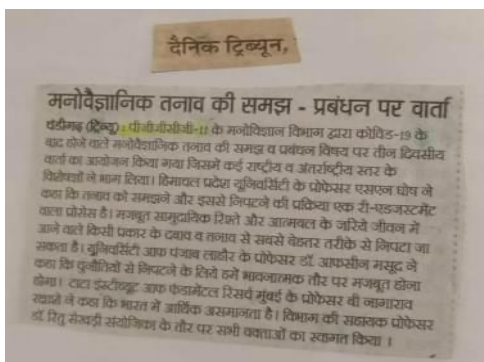 दैनिक ट्रिब्यून,
मनोवैज्ञानिक तनाव की समझ - प्रबंधन पर वार्ता
चंडीगढ़ (ट्रिन्यू) : पीजीजीसीजी-11 के मनोविज्ञान विभाग द्वारा कोविड-19 के
बाद होने वाले मनोवैज्ञानिक तनाव की समझ व प्रबंधन विषय पर तीन दिवसीय
वार्ता का आयोजन किया गया जिसमें कई राष्ट्रीय व अंतर्राष्ट्रीय स्तर के
विशेषज्ञों ने भाग लिया। हिमाचल प्रदेश यूनिवर्सिटी के प्रोफेसर एसएन घोष ने
कहा कि तनाव को समझने और इससे निपटने की प्रक्रिया एक री-एडजस्टमेंट
वाला प्रोसेस है। मजबूत सामुदायिक रिश्ते और आत्मबल के जरिये जीवन में
आने वाले किसी प्रकार के दबाव व तनाव से सबसे बेहतर तरीके से निपटा जा
सकता है। यूनिवर्सिटी आफ पंजाब लाहौर के प्रोफेसर डॉ. आफसीन मसूद ने
कहा कि चुनौतियों से निपटने के लिये हमें भावनात्मक तौर पर मजबूत होना
होगा। टाटा इंस्टीच्यूट आफ फंडामेंटल रिसर्च मुंबई के प्रोफेसर बी नागाराव
ने कहा कि भारत में आर्थिक असमानता है। विभाग की सहायक प्रोफेसर
डॉ. रितु सेखड़ी संयोजिका के तौर पर सभी वक्ताओं का स्वागत किया ।